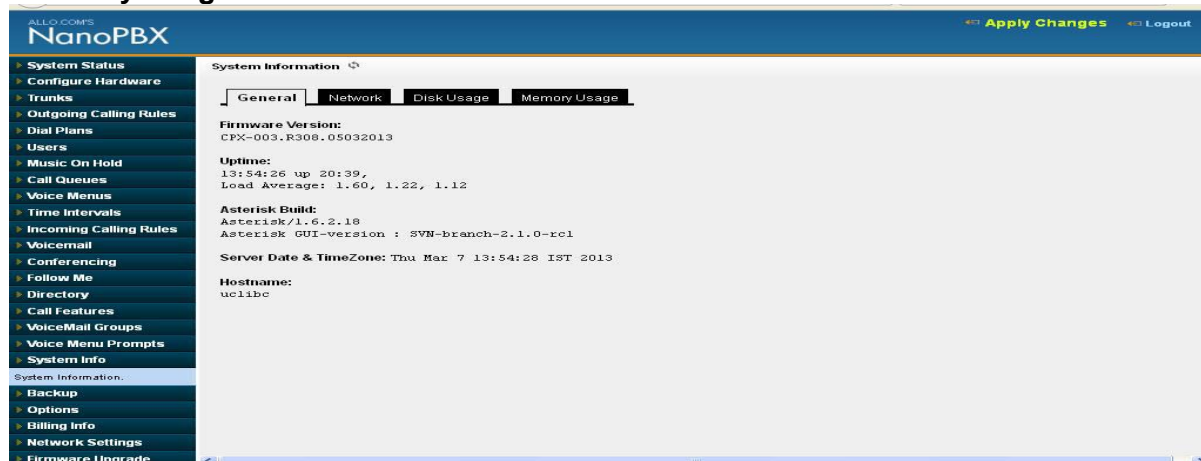 ALLO.COM'S
NanoPBX
Apply Changes
Logout
System Status
Configure Hardware
Trunks
Outgoing Calling Rules
Dial Plans
Users
Music On Hold
Call Queues
Voice Menus
Time Intervals
Incoming Calling Rules
Voicemail
Conferencing
Follow Me
Directory
Call Features
VoiceMail Groups
Voice Menu Prompts
System Info
System Information.
Backup
Options
Billing Info
Network Settings
Firmware Upgrade
System Information
General Network Disk Usage Memory Usage
Firmware Version:
CPX-003.R308.05032013
Uptime:
13:54:26 up 20:39,
Load Average: 1.60, 1.22, 1.12
Asterisk Build:
Asterisk/1.6.2.18
Asterisk GUI-version : SVN-branch-2.1.0-rc1
Server Date & TimeZone: Thu Mar 7 13:54:28 IST 2013
Hostname:
uclibc